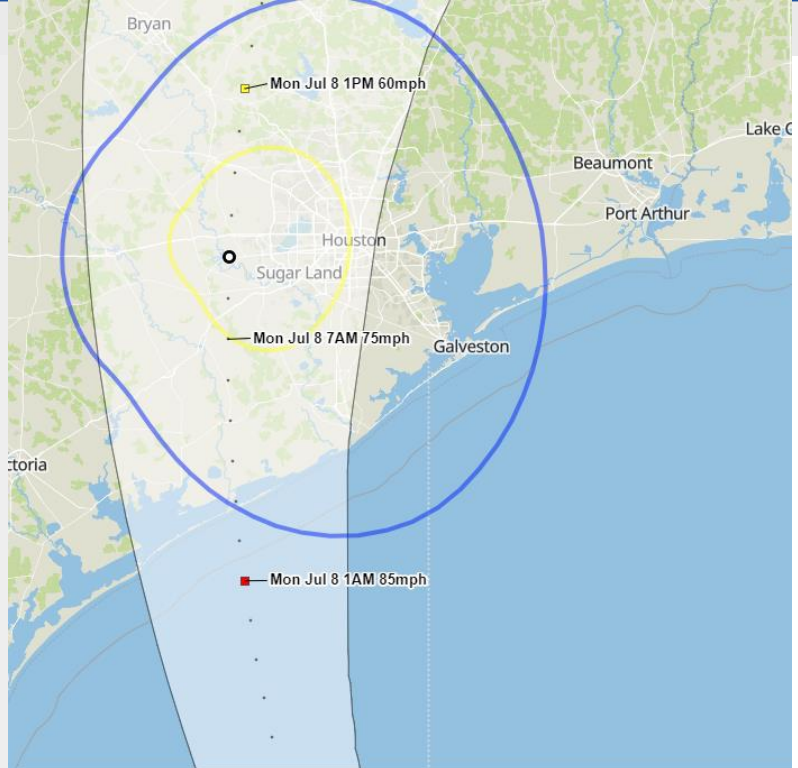 Bryan
Mon Jul 8 1PM 60mph
Lake C
Beaumont
Port Arthur
Houston
Sugar Land
Mon Jul 8 7AM 75mph
Galveston
ctoria
Mon Jul 8 1AM 85mph